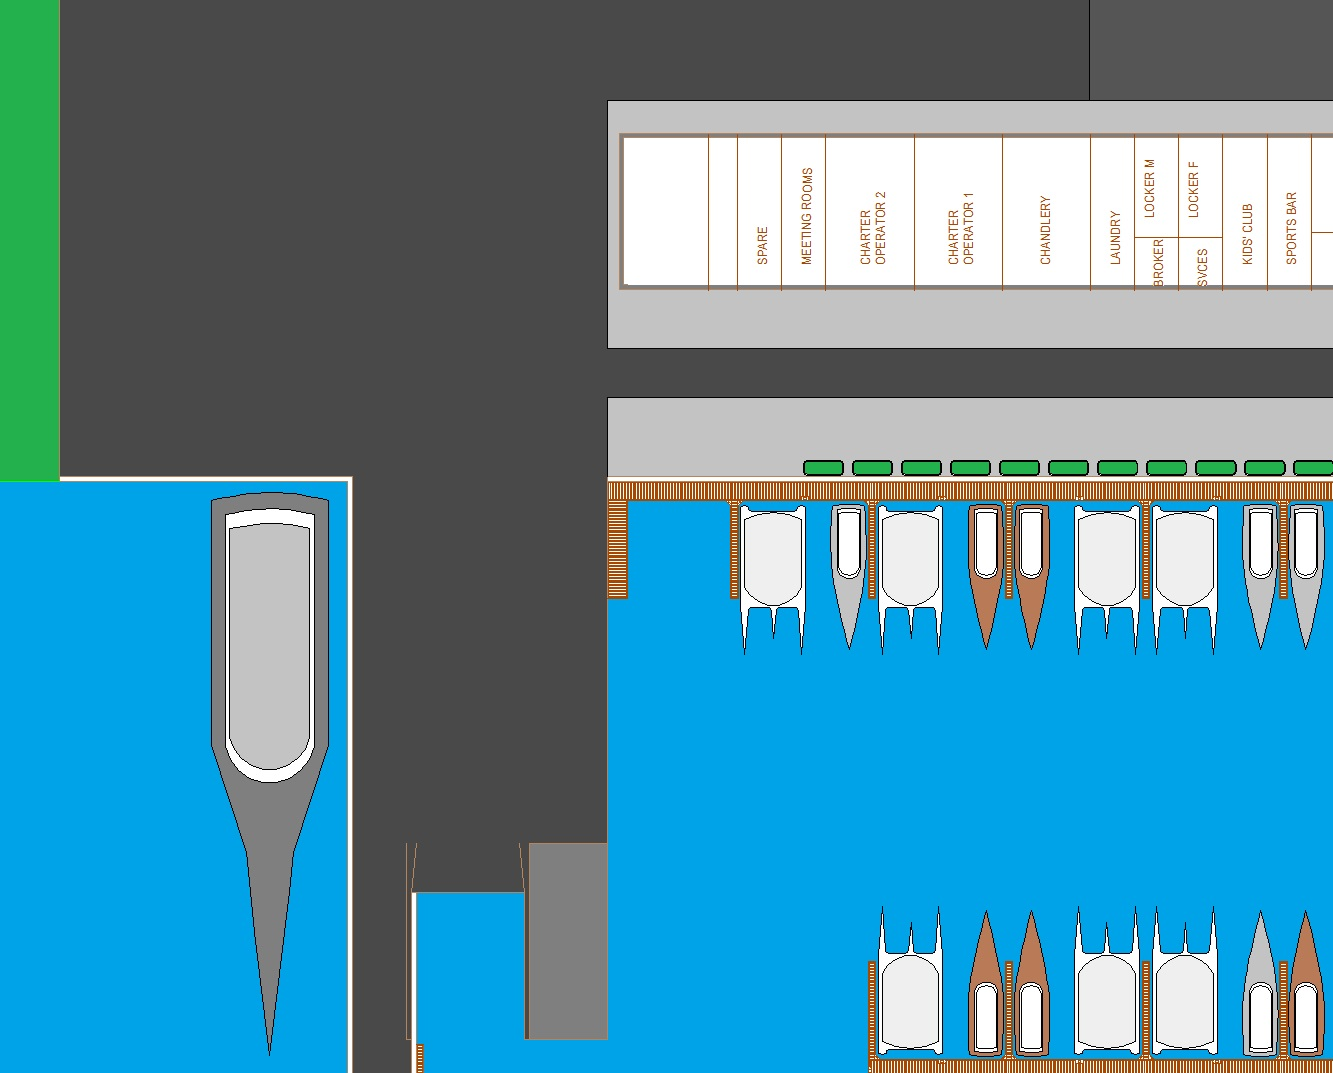 SPARE
MEETING ROOMS
CHARTER
OPERATOR 2
CHARTER
OPERATOR 1
CHANDLERY
LAUNDRY
LOCKER M
BROKER
LOCKER F
SVCES
KIDS' CLUB
SPORTS BAR